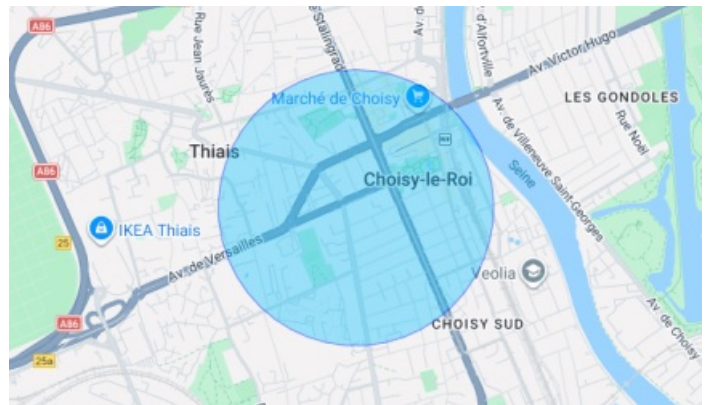 A86
Rue Jean Jaurès
Stalingrad
Av.
d'Alfortville
Av. Victor Hugo
Marché de Choisy
LES GONDOLES
Rue Noël
Thiais
A86
Choisy-le-Roi
Seine
Av. de Villeneuve Saint-Georges
IKEA Thiais
25
Av. de Versailles
Veolia
A86
CHOISY SUD
Av. de Choisy
25a